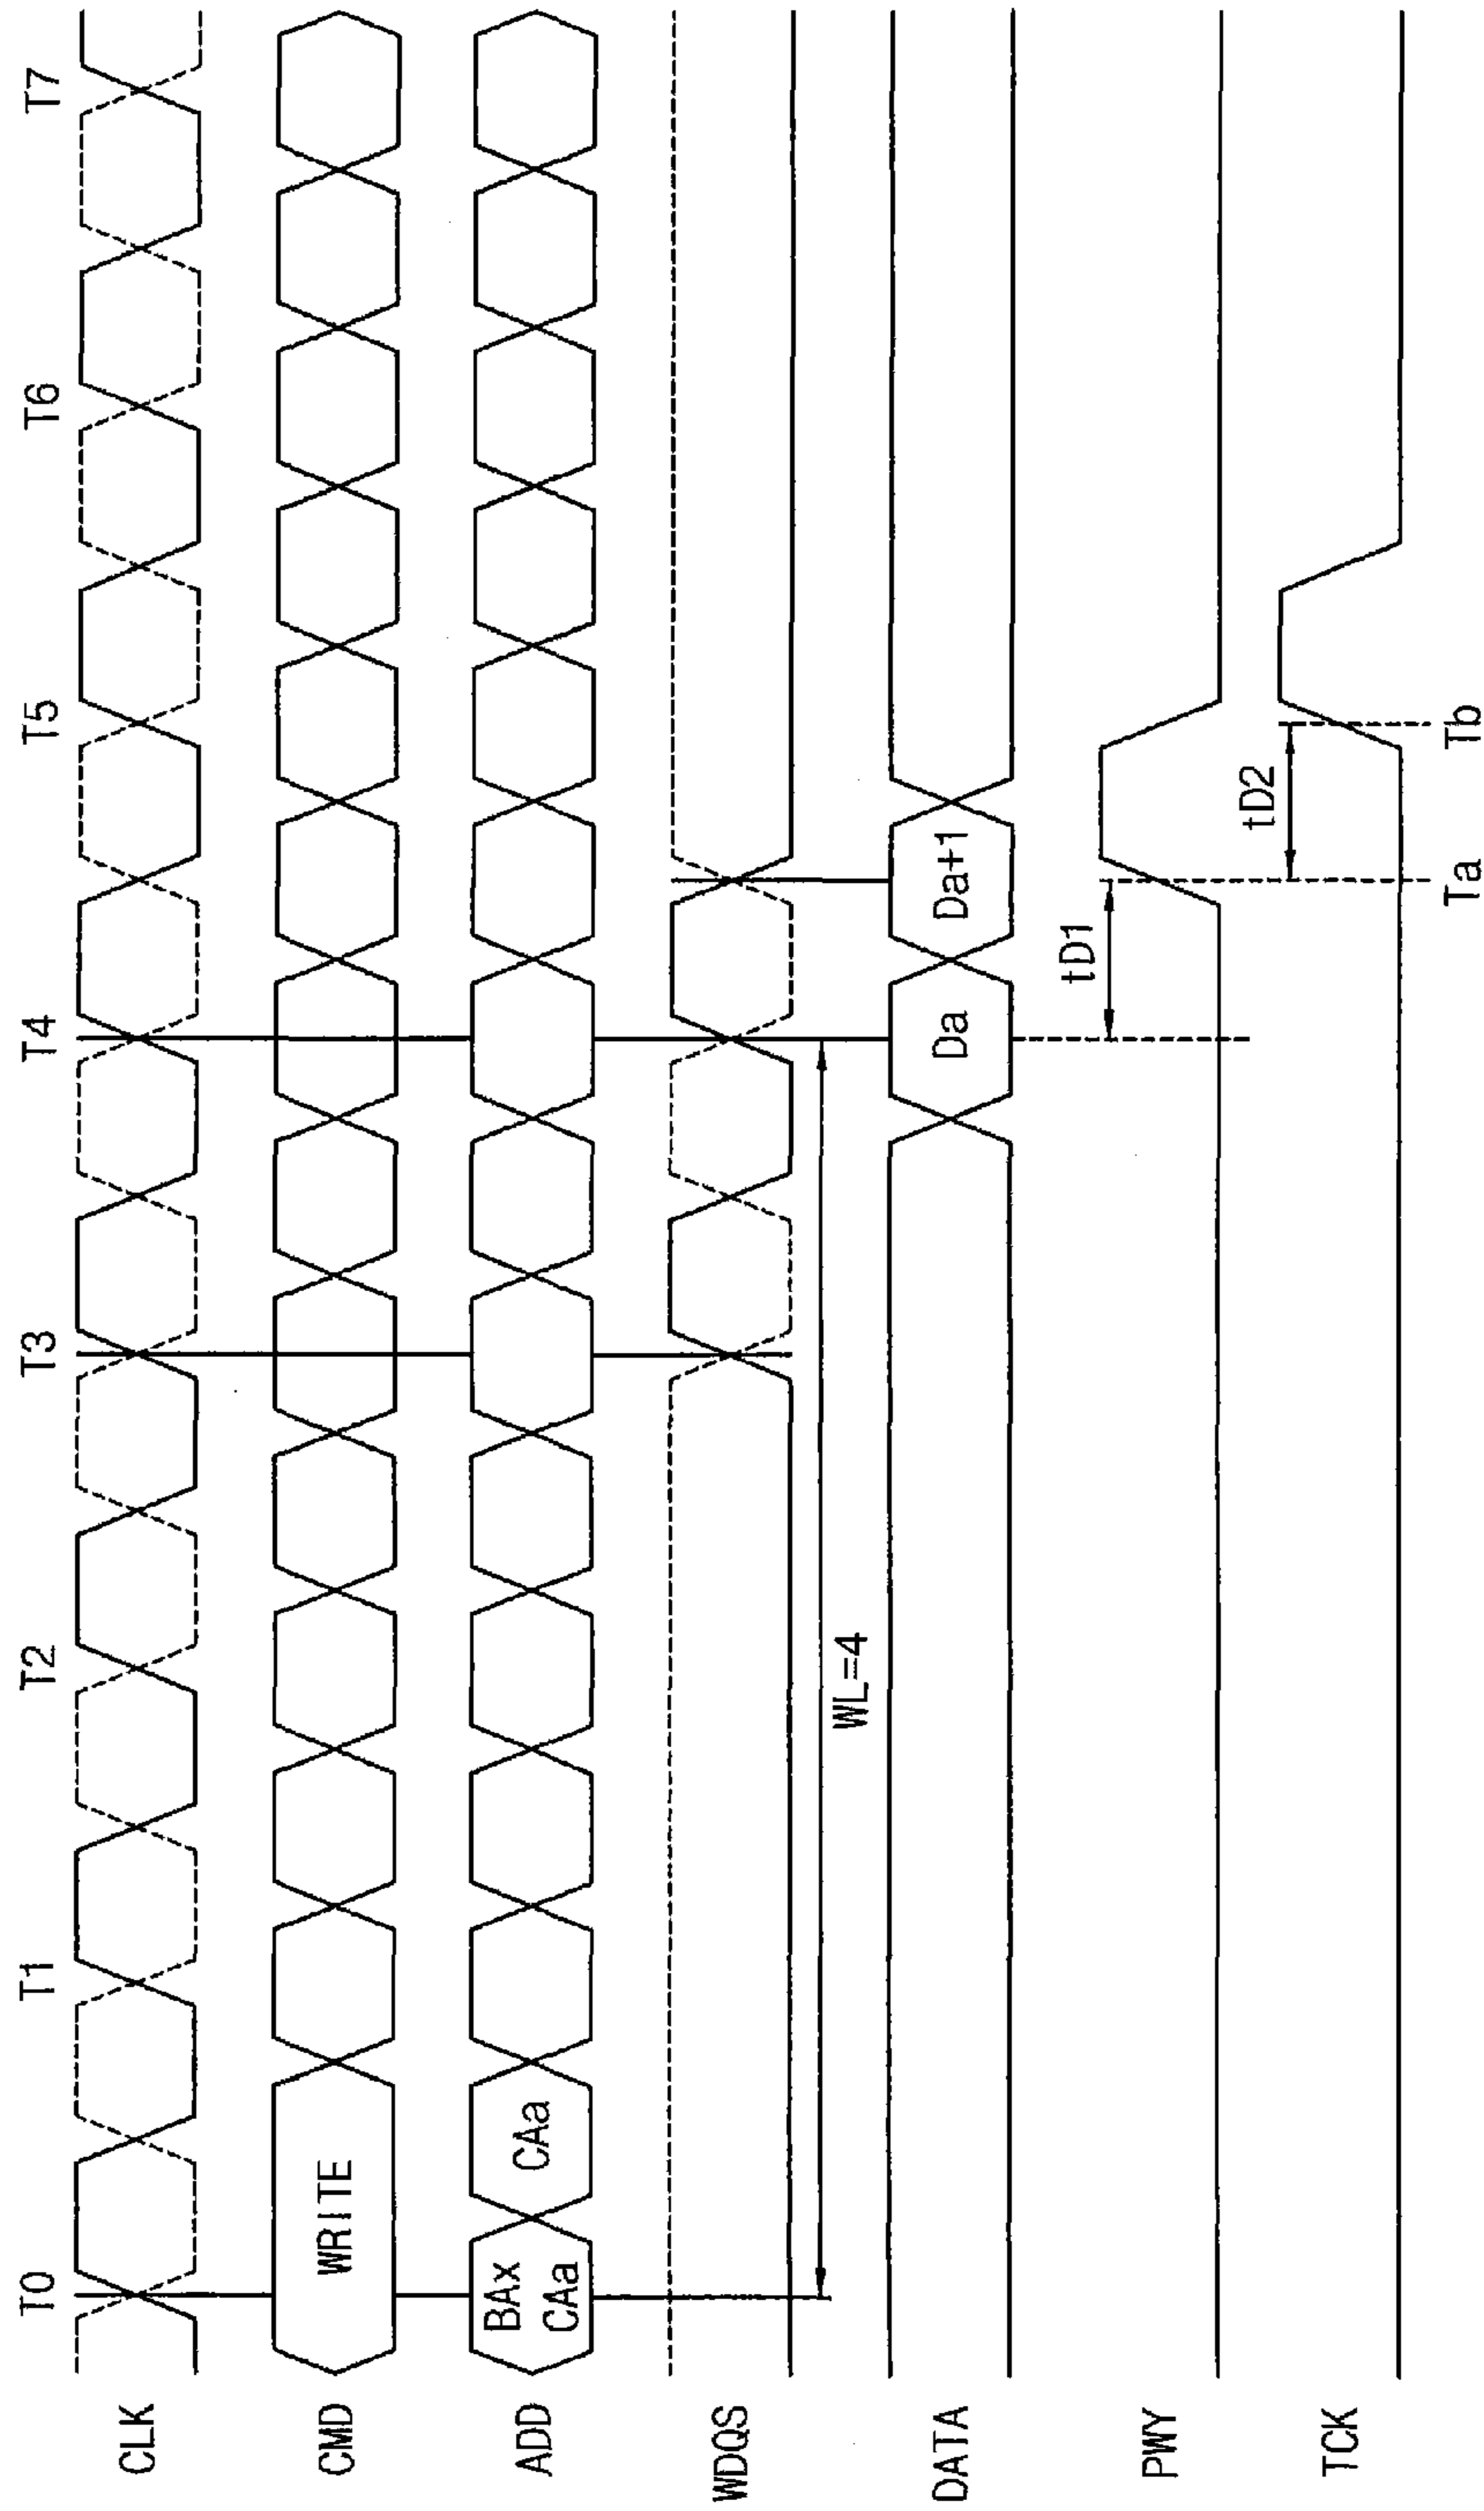 T0 T1 T2 T3 T4 T5 T6 T7
CLK
CMD
WRITE
ADD
BAx
CAa
CAa
WDQS
WL=4
DATA
Da
Da+1
PWY
tD1
TCK
tD2
Ta
Tb